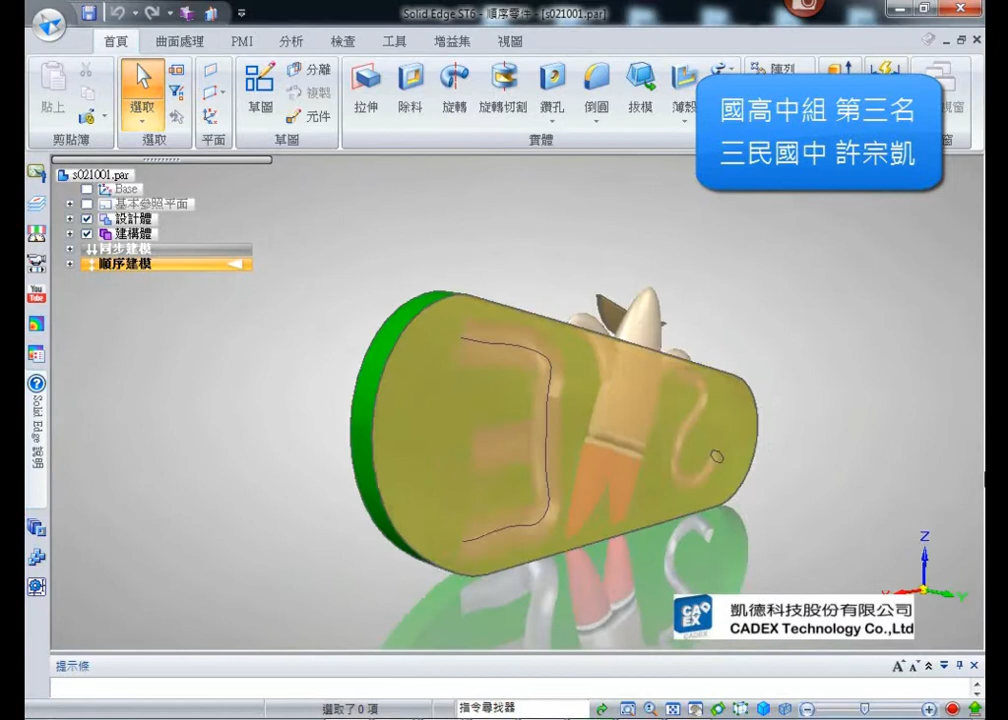 Solid Edge ST6 - 順序零件 - [s021001.par]
首頁 曲面處理 PMI 分析 檢查 工具 增益集 視圖
貼上
剪貼簿
選取
選取
平面
草圖
分離
複製
元件
草圖
拉伸 除料 旋轉 旋轉切割 鑽孔 倒圓 拔模 薄殼
陣列
實體
國高中組 第三名
三民國中 許宗凱
s021001.par
Base
基本參照平面
設計體
建構體
同步建模
順序建模
You
Tube
Solid Edge 說明
Z
Y
CADEX
凱德科技股份有限公司
CADEX Technology Co.,Ltd
提示條
選取了 0 項
指令尋找器